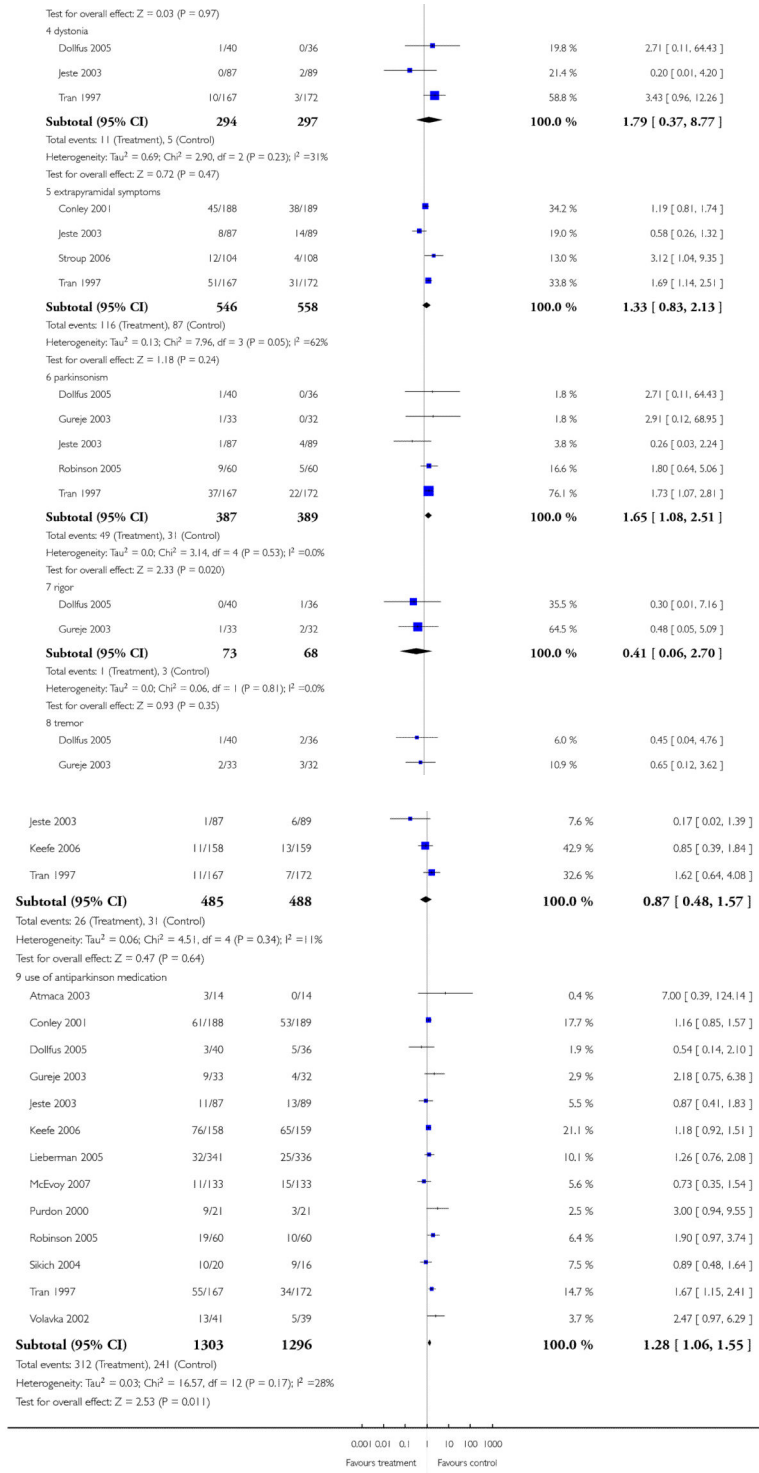 Test for overall effect: Z = 0.03 (P = 0.97)
4 dystonia
Dollfus 2005 1/40 0/36 19.8 % 2.71 [ 0.11, 64.43 ]
Jeste 2003 0/87 2/89 21.4 % 0.20 [ 0.01, 4.20 ]
Tran 1997 10/167 3/172 58.8 % 3.43 [ 0.96, 12.26 ]
Subtotal (95% CI) 294 297 100.0 % 1.79 [ 0.37, 8.77 ]
Total events: 11 (Treatment), 5 (Control)
Heterogeneity: Tau² = 0.69; Chi² = 2.90, df = 2 (P = 0.23); I² =31%
Test for overall effect: Z = 0.72 (P = 0.47)
5 extrapyramidal symptoms
Conley 2001 45/188 38/189 34.2 % 1.19 [ 0.81, 1.74 ]
Jeste 2003 8/87 14/89 19.0 % 0.58 [ 0.26, 1.32 ]
Stroup 2006 12/104 4/108 13.0 % 3.12 [ 1.04, 9.35 ]
Tran 1997 51/167 31/172 33.8 % 1.69 [ 1.14, 2.51 ]
Subtotal (95% CI) 546 558 100.0 % 1.33 [ 0.83, 2.13 ]
Total events: 116 (Treatment), 87 (Control)
Heterogeneity: Tau² = 0.13; Chi² = 7.96, df = 3 (P = 0.05); I² =62%
Test for overall effect: Z = 1.18 (P = 0.24)
6 parkinsonism
Dollfus 2005 1/40 0/36 1.8 % 2.71 [ 0.11, 64.43 ]
Gureje 2003 1/33 0/32 1.8 % 2.91 [ 0.12, 68.95 ]
Jeste 2003 1/87 4/89 3.8 % 0.26 [ 0.03, 2.24 ]
Robinson 2005 9/60 5/60 16.6 % 1.80 [ 0.64, 5.06 ]
Tran 1997 37/167 22/172 76.1 % 1.73 [ 1.07, 2.81 ]
Subtotal (95% CI) 387 389 100.0 % 1.65 [ 1.08, 2.51 ]
Total events: 49 (Treatment), 31 (Control)
Heterogeneity: Tau² = 0.0; Chi² = 3.14, df = 4 (P = 0.53); I² =0.0%
Test for overall effect: Z = 2.33 (P = 0.020)
7 rigor
Dollfus 2005 0/40 1/36 35.5 % 0.30 [ 0.01, 7.16 ]
Gureje 2003 1/33 2/32 64.5 % 0.48 [ 0.05, 5.09 ]
Subtotal (95% CI) 73 68 100.0 % 0.41 [ 0.06, 2.70 ]
Total events: 1 (Treatment), 3 (Control)
Heterogeneity: Tau² = 0.0; Chi² = 0.06, df = 1 (P = 0.81); I² =0.0%
Test for overall effect: Z = 0.93 (P = 0.35)
8 tremor
Dollfus 2005 1/40 2/36 6.0 % 0.45 [ 0.04, 4.76 ]
Gureje 2003 2/33 3/32 10.9 % 0.65 [ 0.12, 3.62 ]
Jeste 2003 1/87 6/89 7.6 % 0.17 [ 0.02, 1.39 ]
Keefe 2006 11/158 13/159 42.9 % 0.85 [ 0.39, 1.84 ]
Tran 1997 11/167 7/172 32.6 % 1.62 [ 0.64, 4.08 ]
Subtotal (95% CI) 485 488 100.0 % 0.87 [ 0.48, 1.57 ]
Total events: 26 (Treatment), 31 (Control)
Heterogeneity: Tau² = 0.06; Chi² = 4.51, df = 4 (P = 0.34); I² =11%
Test for overall effect: Z = 0.47 (P = 0.64)
9 use of antiparkinson medication
Atmaca 2003 3/14 0/14 0.4 % 7.00 [ 0.39, 124.14 ]
Conley 2001 61/188 53/189 17.7 % 1.16 [ 0.85, 1.57 ]
Dollfus 2005 3/40 5/36 1.9 % 0.54 [ 0.14, 2.10 ]
Gureje 2003 9/33 4/32 2.9 % 2.18 [ 0.75, 6.38 ]
Jeste 2003 11/87 13/89 5.5 % 0.87 [ 0.41, 1.83 ]
Keefe 2006 76/158 65/159 21.1 % 1.18 [ 0.92, 1.51 ]
Lieberman 2005 32/341 25/336 10.1 % 1.26 [ 0.76, 2.08 ]
McEvoy 2007 11/133 15/133 5.6 % 0.73 [ 0.35, 1.54 ]
Purdon 2000 9/21 3/21 2.5 % 3.00 [ 0.94, 9.55 ]
Robinson 2005 19/60 10/60 6.4 % 1.90 [ 0.97, 3.74 ]
Sikich 2004 10/20 9/16 7.5 % 0.89 [ 0.48, 1.64 ]
Tran 1997 55/167 34/172 14.7 % 1.67 [ 1.15, 2.41 ]
Volavka 2002 13/41 5/39 3.7 % 2.47 [ 0.97, 6.29 ]
Subtotal (95% CI) 1303 1296 100.0 % 1.28 [ 1.06, 1.55 ]
Total events: 312 (Treatment), 241 (Control)
Heterogeneity: Tau² = 0.03; Chi² = 16.57, df = 12 (P = 0.17); I² =28%
Test for overall effect: Z = 2.53 (P = 0.011)
0.001 0.01 0.1 1 10 100 1000
Favours treatment Favours control